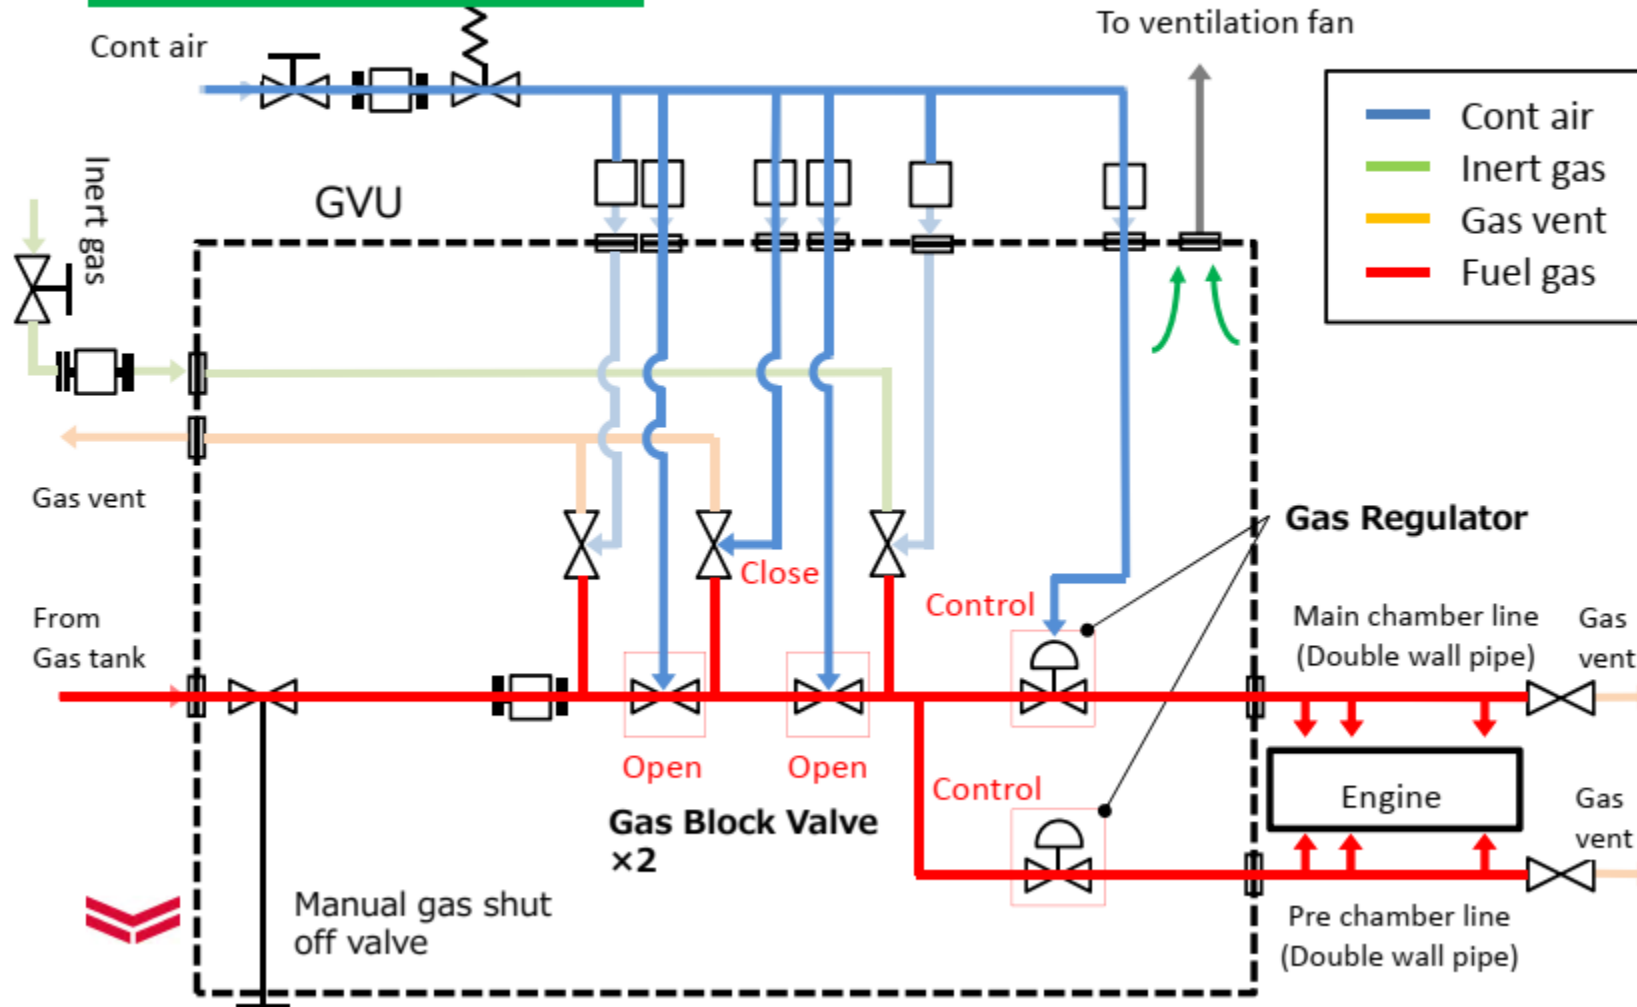 Cont air
To ventilation fan
Cont air
Inert gas
Gas vent
Fuel gas
Inert gas
GVU
Gas vent
Gas Regulator
Close
Control
From
Gas tank
Main chamber line
(Double wall pipe)
Gas
vent
Open
Open
Control
Engine
Gas
vent
Gas Block Valve
×2
Manual gas shut
off valve
Pre chamber line
(Double wall pipe)